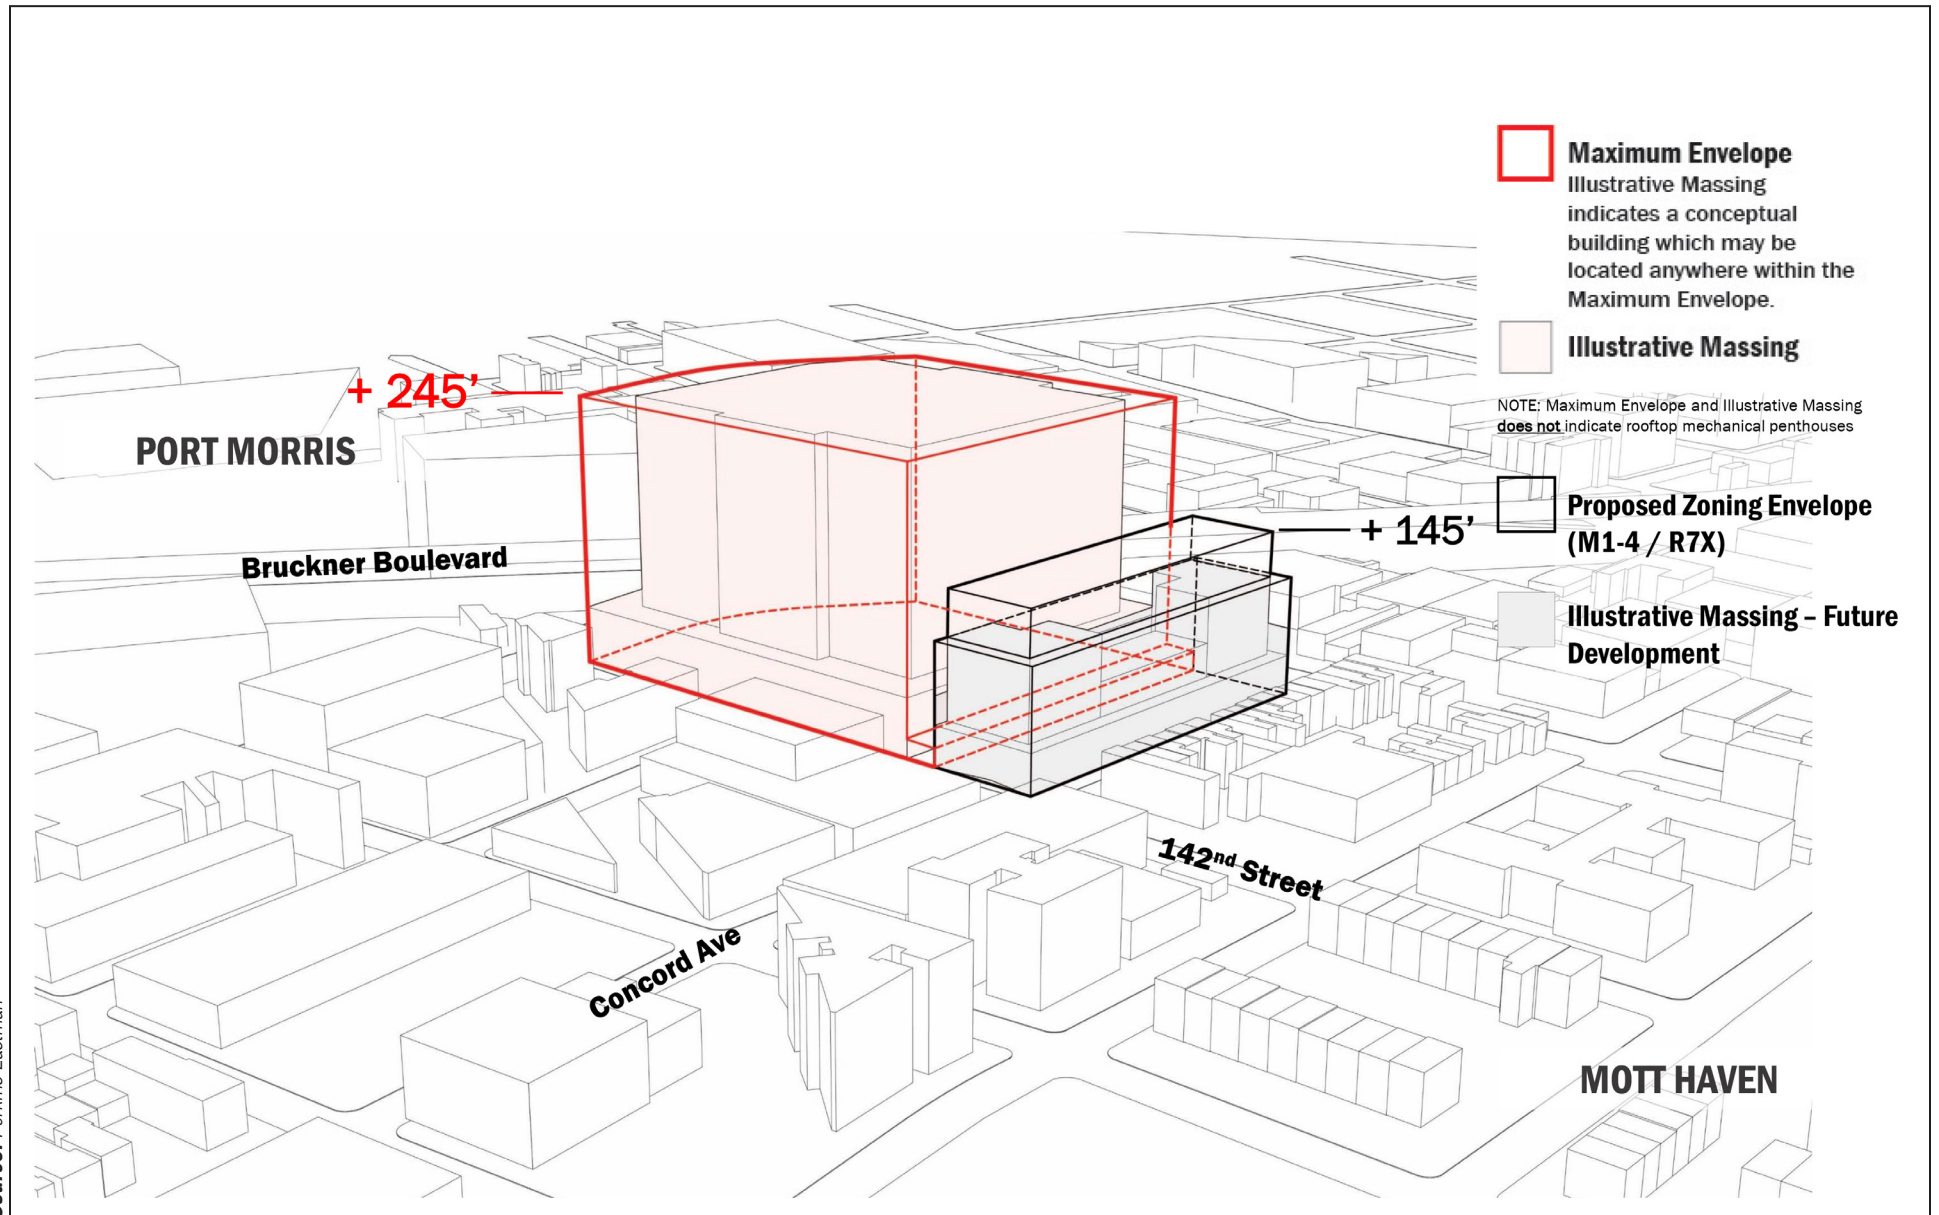 Maximum Envelope
Illustrative Massing
indicates a conceptual
building which may be
located anywhere within the
Maximum Envelope.
Illustrative Massing
NOTE: Maximum Envelope and Illustrative Massing
does not indicate rooftop mechanical penthouses
+ 245’
PORT MORRIS
Proposed Zoning Envelope
(M1-4 / R7X)
+ 145’
Bruckner Boulevard
Illustrative Massing – Future
Development
142nd Street
Concord Ave
MOTT HAVEN